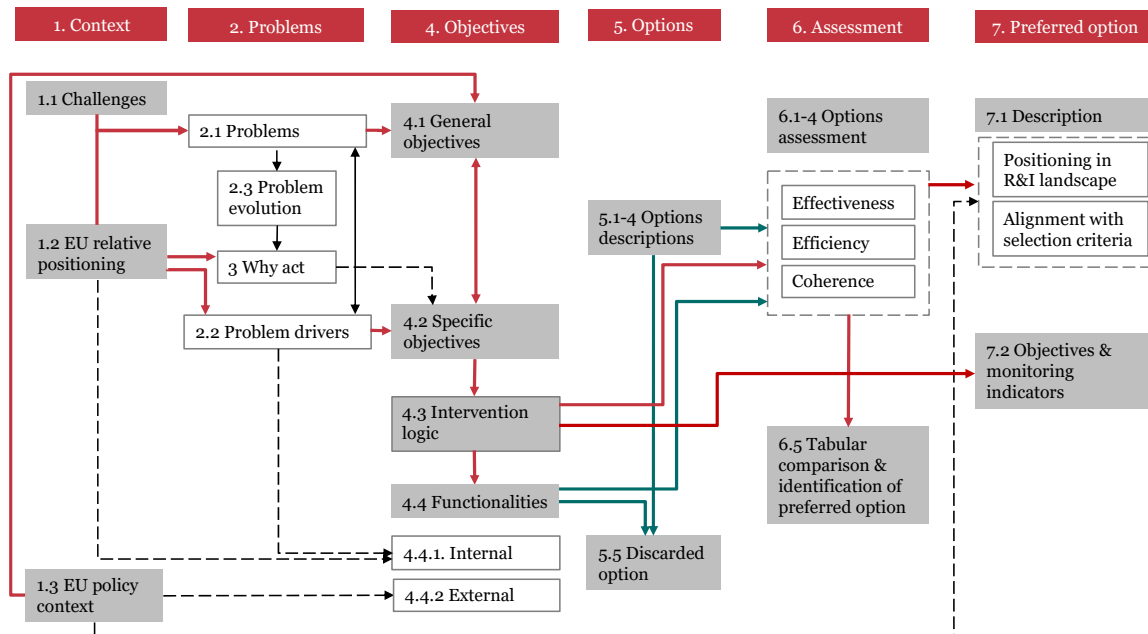 1. Context
2. Problems
4. Objectives
5. Options
6. Assessment
7. Preferred option
1.1 Challenges
1.2 EU relative
positioning
1.3 EU policy
context
2.1 Problems
2.3 Problem
evolution
3 Why act
2.2 Problem drivers
4.1 General
objectives
4.2 Specific
objectives
4.3 Intervention
logic
4.4 Functionalities
4.4.1. Internal
4.4.2 External
5.1-4 Options
descriptions
5.5 Discarded
option
6.1-4 Options
assessment
Effectiveness
Efficiency
Coherence
6.5 Tabular
comparison &
identification of
preferred option
7.1 Description
Positioning in
R&I landscape
Alignment with
selection criteria
7.2 Objectives &
monitoring
indicators